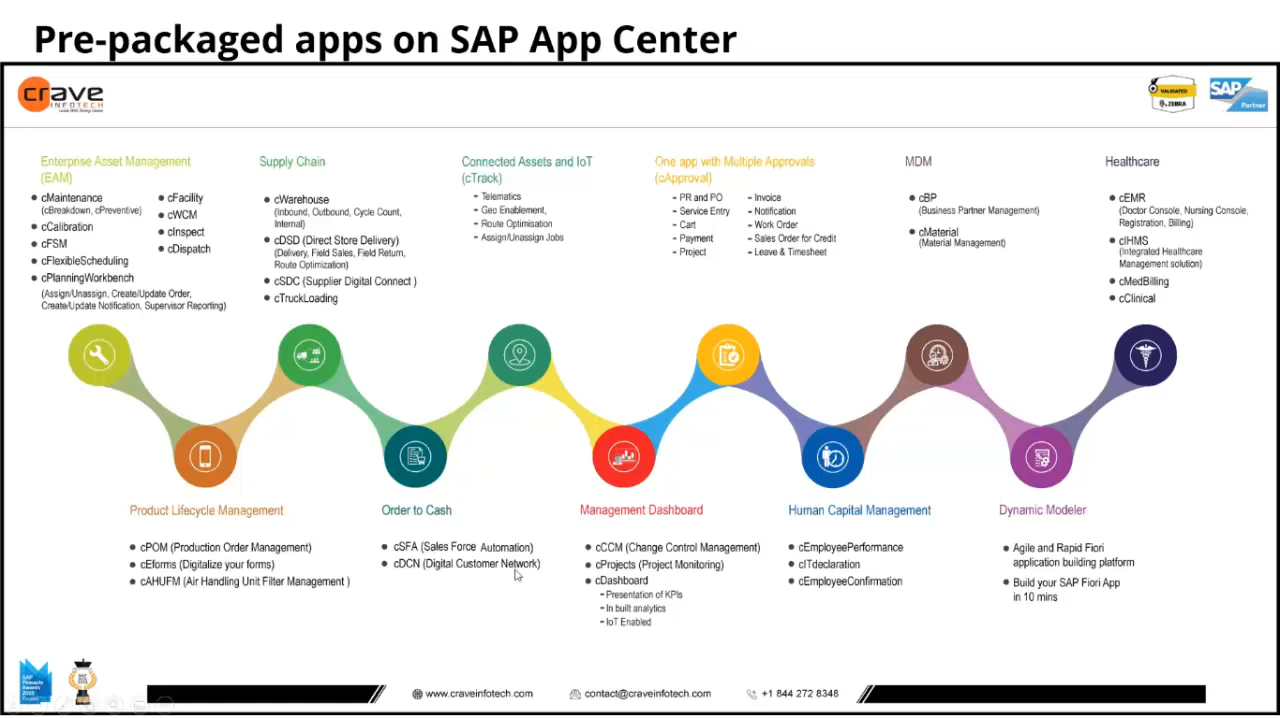 Pre-packaged apps on SAP App Center
crave
INFOTECH
VALIDATED
ZEBRA
SAP
Partner
Enterprise Asset Management
(EAM)
• cMaintenance
(cBreakdown, cPreventive)
• cCalibration
• cFSM
• cFlexibleScheduling
• cPlanningWorkbench
(Assign/Unassign, Create/Update Order,
Create/Update Notification, Supervisor Reporting)
• cFacility
• cWCM
• cInspect
• cDispatch
Supply Chain
• cWarehouse
(Inbound, Outbound, Cycle Count,
Internal)
• cDSD (Direct Store Delivery)
(Delivery, Field Sales, Field Return,
Route Optimization)
• cSDC (Supplier Digital Connect )
• cTruckLoading
Connected Assets and IoT
(cTrack)
- Telematics
- Geo Enablement,
- Route Optimisation
- Assign/Unassign Jobs
One app with Multiple Approvals
(cApproval)
- PR and PO
- Service Entry
- Cart
- Payment
- Project
- Invoice
- Notification
- Work Order
- Sales Order for Credit
- Leave & Timesheet
MDM
• cBP
(Business Partner Management)
• cMaterial
(Material Management)
Healthcare
• cEMR
(Doctor Console, Nursing Console,
Registration, Billing)
• cIHMS
(Integrated Healthcare
Management solution)
• cMedBilling
• cClinical
Product Lifecycle Management
• cPOM (Production Order Management)
• cEforms (Digitalize your forms)
• cAHUFM (Air Handling Unit Filter Management )
Order to Cash
• cSFA (Sales Force Automation)
• cDCN (Digital Customer Network)
Management Dashboard
• cCCM (Change Control Management)
• cProjects (Project Monitoring)
• cDashboard
- Presentation of KPIs
- In built analytics
- IoT Enabled
Human Capital Management
• cEmployeePerformance
• cITdeclaration
• cEmployeeConfirmation
Dynamic Modeler
• Agile and Rapid Fiori
application building platform
• Build your SAP Fiori App
in 10 mins
www.craveinfotech.com
contact@craveinfotech.com
+1 844 272 8348